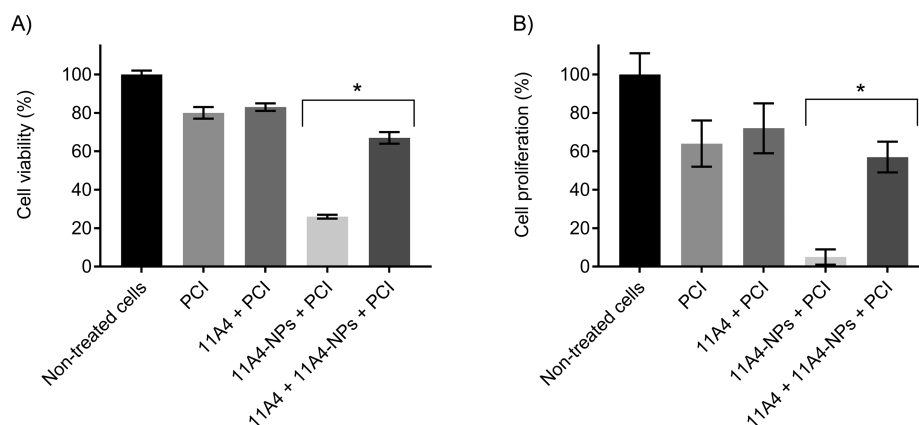 A)
Cell viability (%)
100
80
60
40
20
0
*
Non-treated cells
PCI
11A4 + PCI
11A4-NPs + PCI
11A4 + 11A4-NPs + PCI
B)
Cell proliferation (%)
100
80
60
40
20
0
*
Non-treated cells
PCI
11A4 + PCI
11A4-NPs + PCI
11A4 + 11A4-NPs + PCI